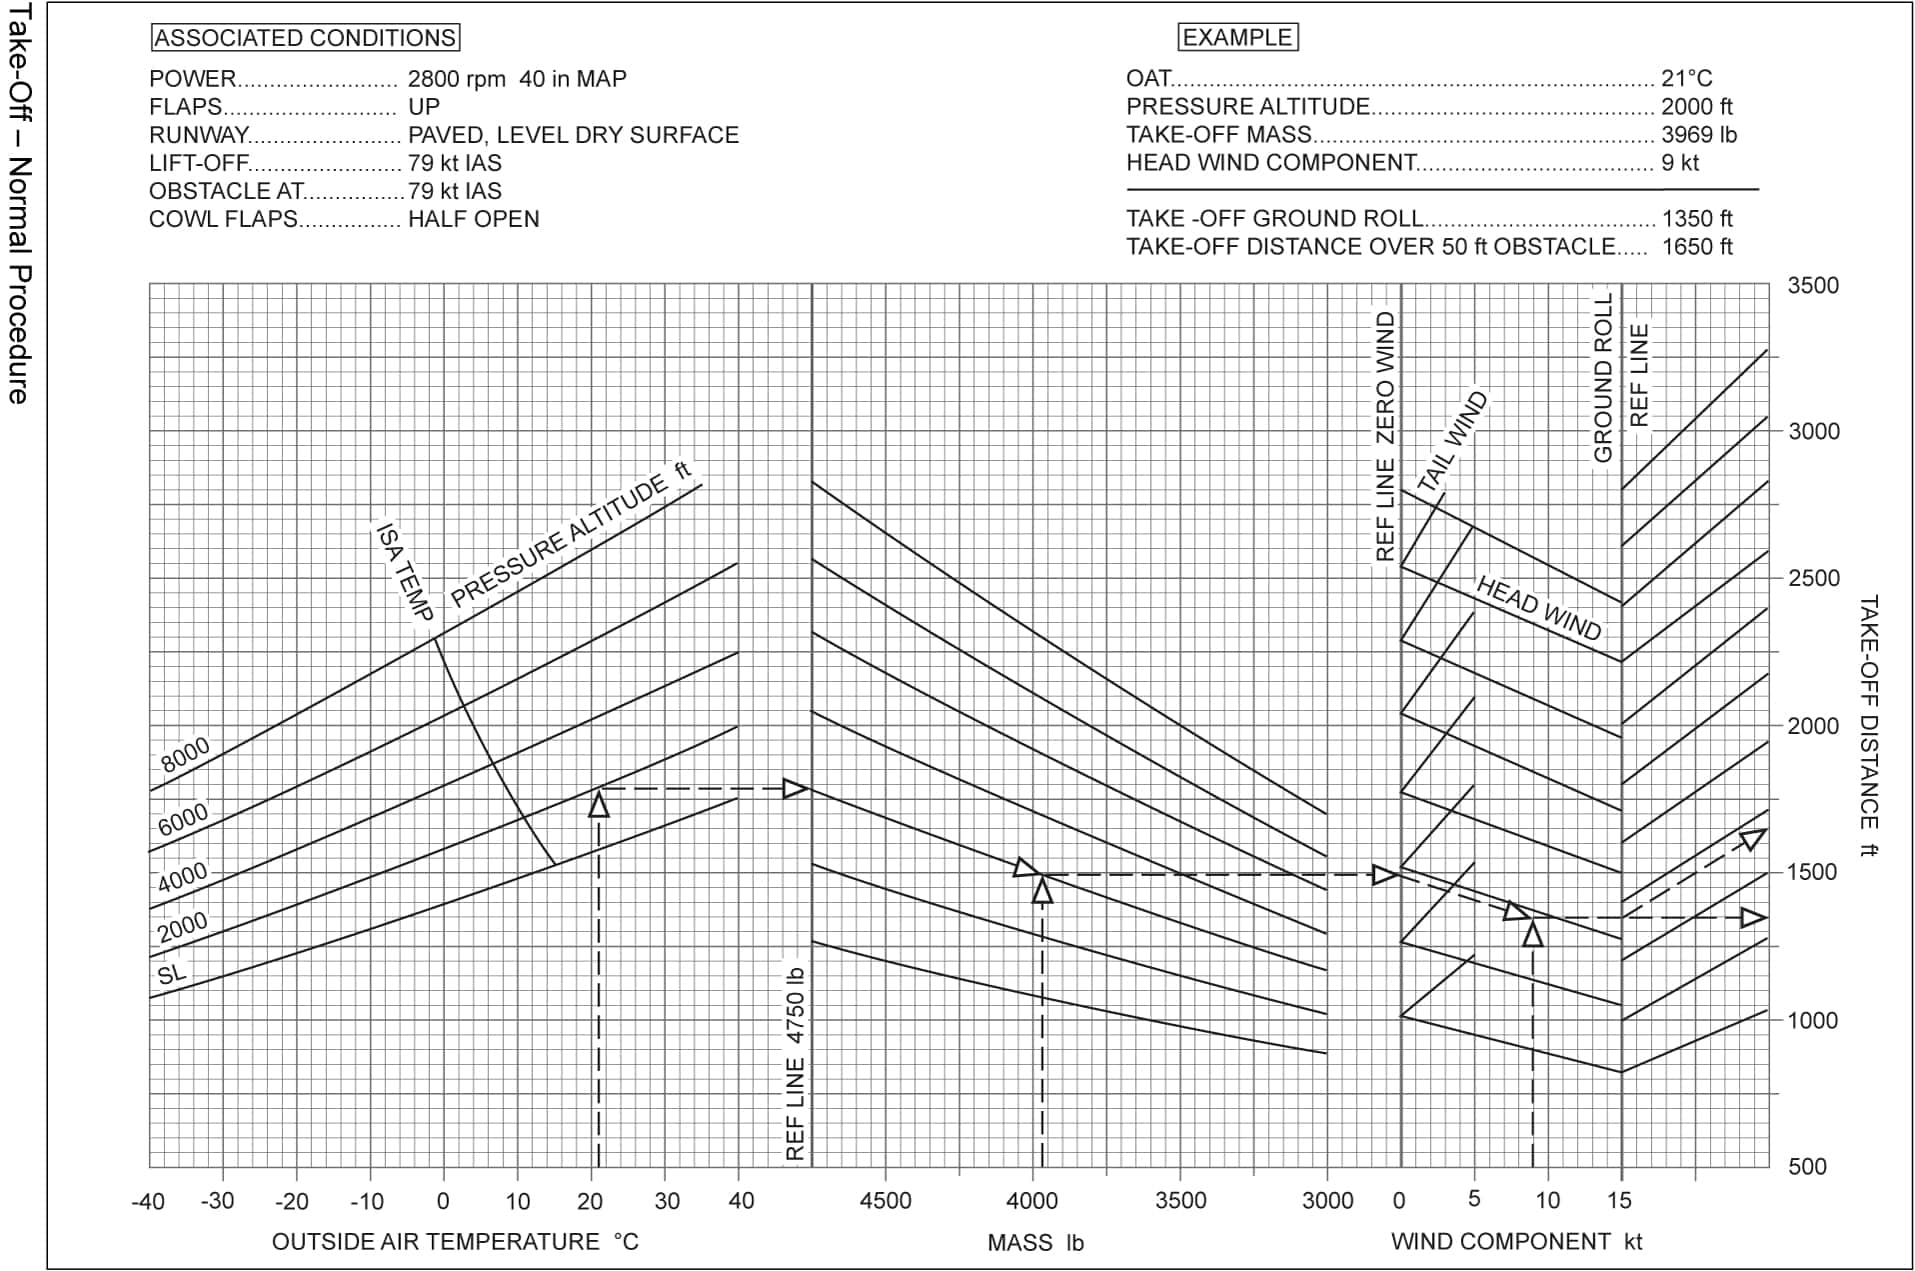 Take-Off – Normal Procedure
ASSOCIATED CONDITIONS
POWER........................ 2800 rpm 40 in MAP
FLAPS.......................... UP
RUNWAY....................... PAVED, LEVEL DRY SURFACE
LIFT-OFF....................... 79 kt IAS
OBSTACLE AT............... 79 kt IAS
COWL FLAPS............... HALF OPEN
EXAMPLE
OAT......................................................................... 21°C
PRESSURE ALTITUDE........................................... 2000 ft
TAKE-OFF MASS.................................................... 3969 lb
HEAD WIND COMPONENT.................................... 9 kt
TAKE -OFF GROUND ROLL................................... 1350 ft
TAKE-OFF DISTANCE OVER 50 ft OBSTACLE..... 1650 ft
ISA TEMP
PRESSURE ALTITUDE ft
8000
6000
4000
2000
SL
REF LINE 4750 lb
REF LINE ZERO WIND
TAIL WIND
HEAD WIND
GROUND ROLL
REF LINE
3500
3000
2500
2000
1500
1000
500
TAKE-OFF DISTANCE ft
-40 -30 -20 -10 0 10 20 30 40 4500 4000 3500 3000 0 5 10 15
OUTSIDE AIR TEMPERATURE °C MASS lb WIND COMPONENT kt